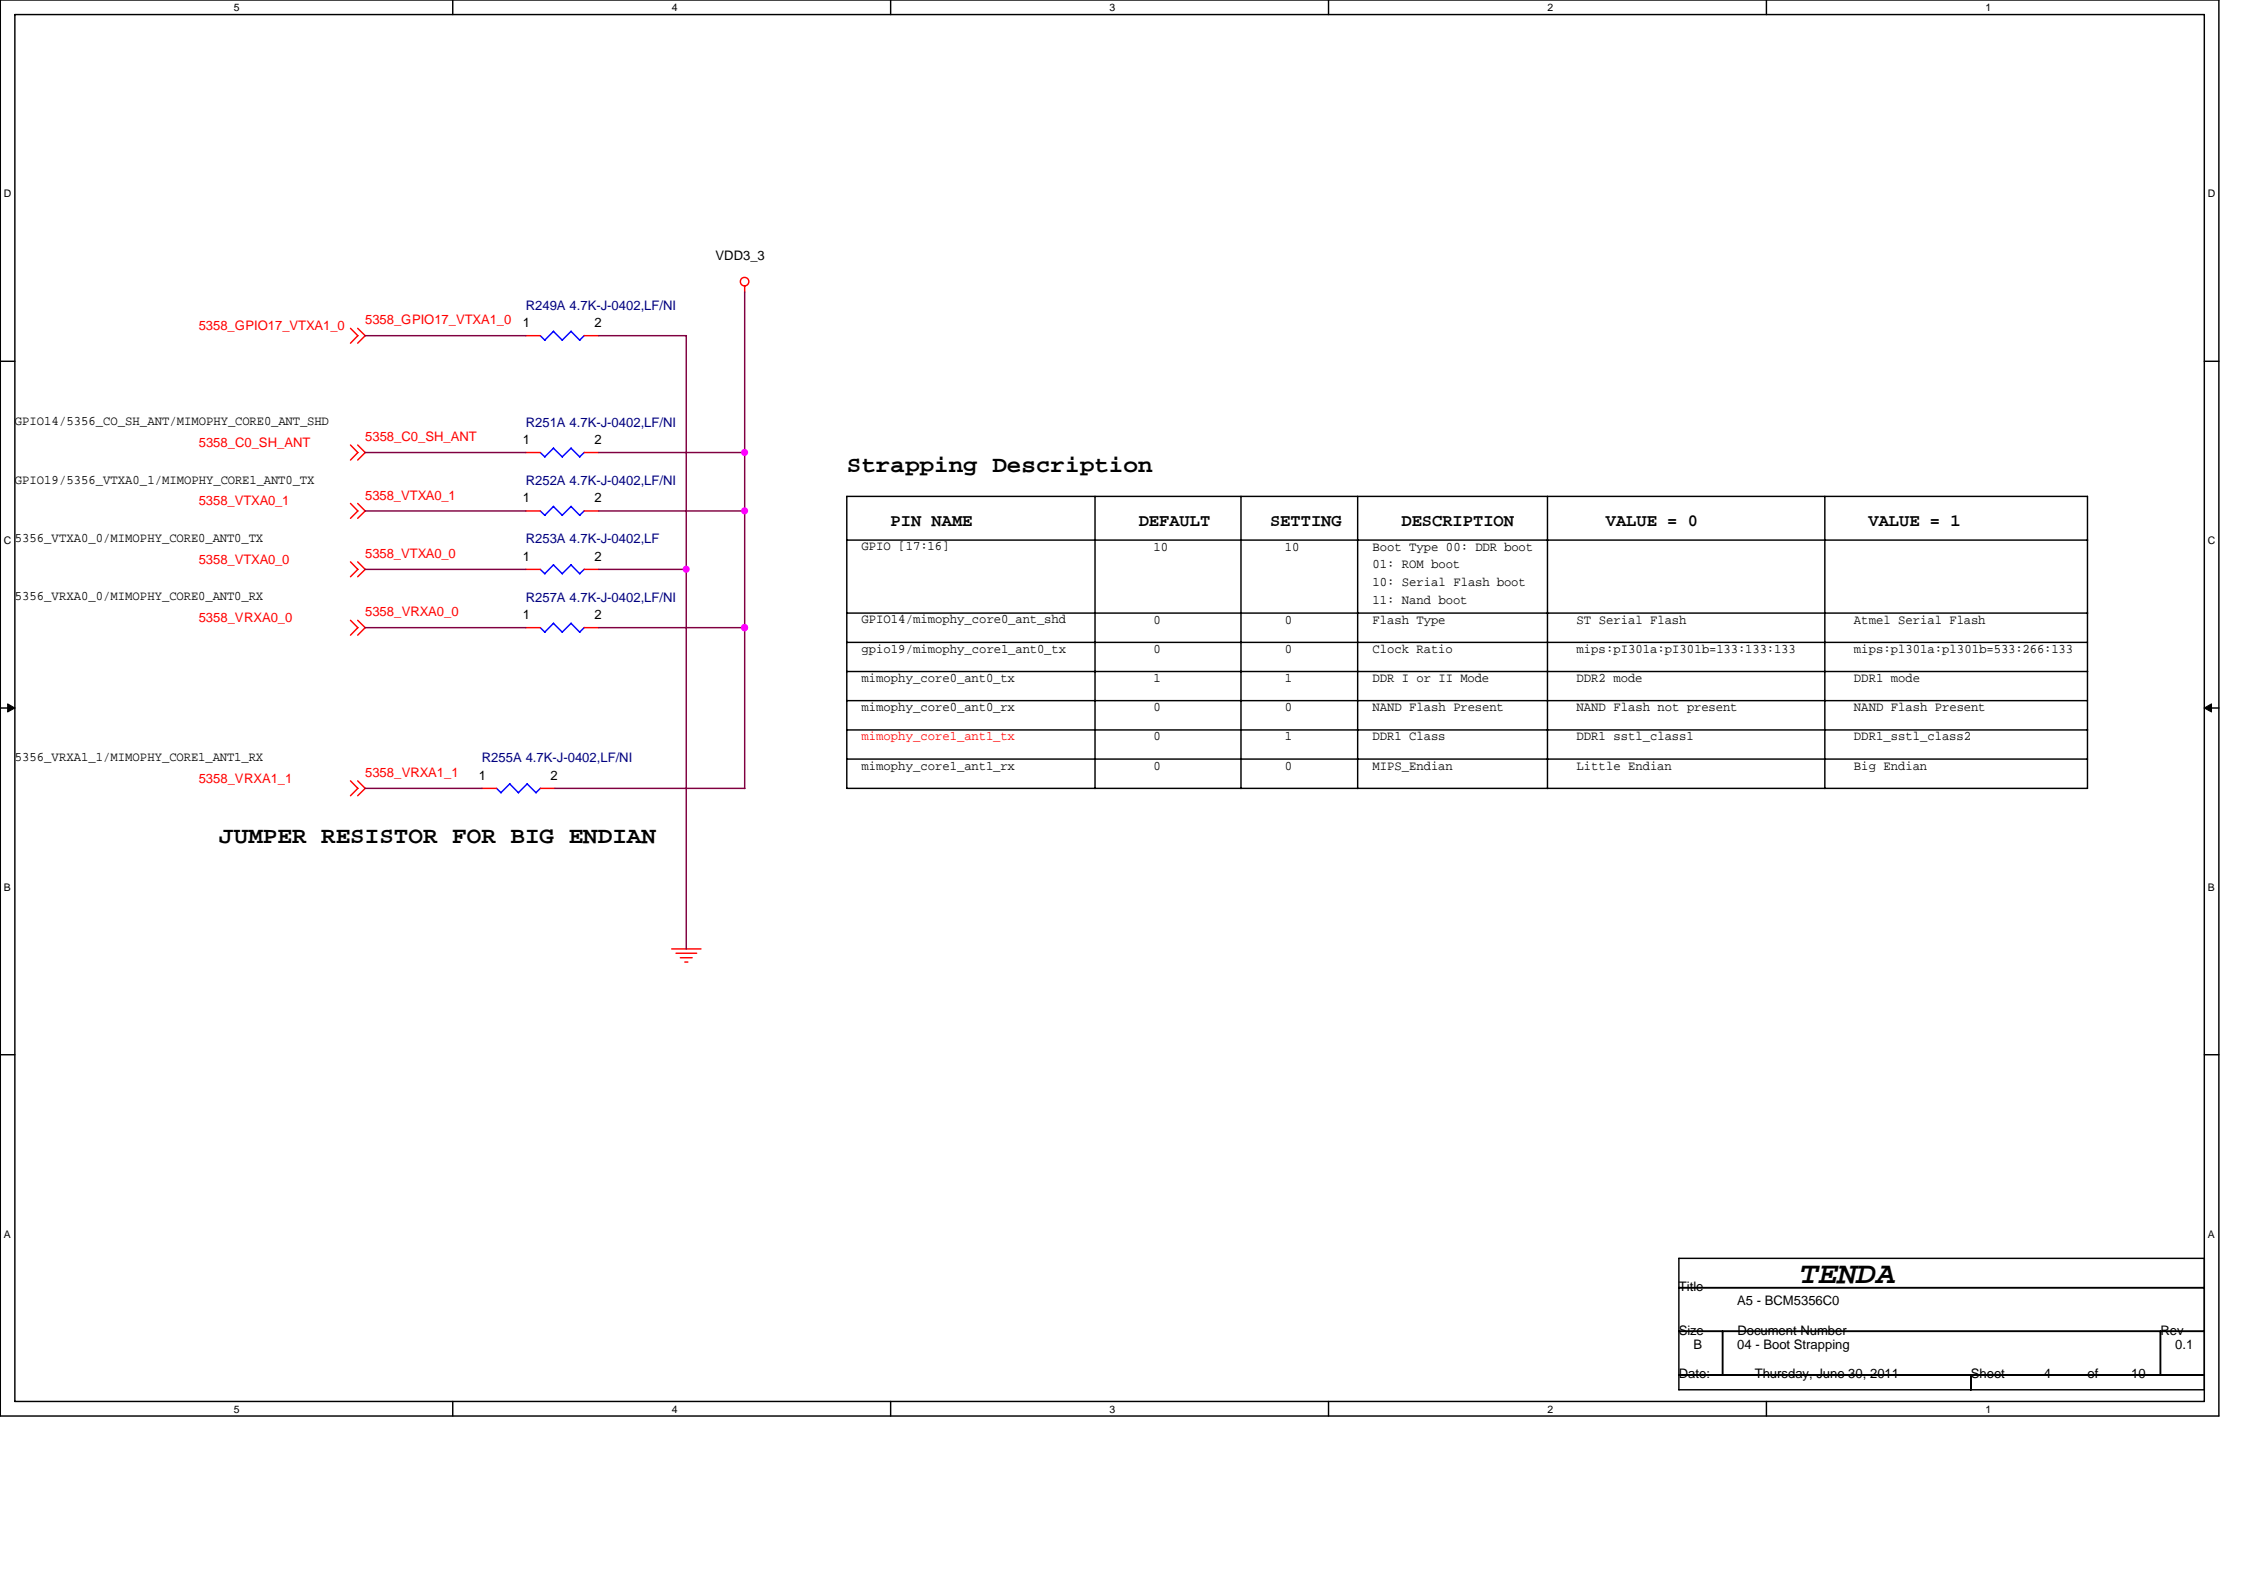 5 4 3 2 1
D D
VDD3_3
R249A 4.7K-J-0402,LF/NI
5358_GPIO17_VTXA1_0 5358_GPIO17_VTXA1_0 1 2
GPIO14/5356_CO_SH_ANT/MIMOPHY_CORE0_ANT_SHD R251A 4.7K-J-0402,LF/NI
5358_C0_SH_ANT 5358_C0_SH_ANT 1 2
GPIO19/5356_VTXA0_1/MIMOPHY_CORE1_ANT0_TX R252A 4.7K-J-0402,LF/NI
5358_VTXA0_1 5358_VTXA0_1 1 2
C 5356_VTXA0_0/MIMOPHY_CORE0_ANT0_TX R253A 4.7K-J-0402,LF C
5358_VTXA0_0 5358_VTXA0_0 1 2
5356_VRXA0_0/MIMOPHY_CORE0_ANT0_RX R257A 4.7K-J-0402,LF/NI
5358_VRXA0_0 5358_VRXA0_0 1 2
5356_VRXA1_1/MIMOPHY_CORE1_ANT1_RX R255A 4.7K-J-0402,LF/NI
5358_VRXA1_1 5358_VRXA1_1 1 2
JUMPER RESISTOR FOR BIG ENDIAN
Strapping Description
PIN NAME DEFAULT SETTING DESCRIPTION VALUE = 0 VALUE = 1
GPIO [17:16] 10 10 Boot Type 00: DDR boot
01: ROM boot
10: Serial Flash boot
11: Nand boot
GPIO14/mimophy_core0_ant_shd 0 0 Flash Type ST Serial Flash Atmel Serial Flash
gpio19/mimophy_core1_ant0_tx 0 0 Clock Ratio mips:pI301a:pI301b=133:133:133 mips:pl301a:pl301b=533:266:133
mimophy_core0_ant0_tx 1 1 DDR I or II Mode DDR2 mode DDR1 mode
mimophy_core0_ant0_rx 0 0 NAND Flash Present NAND Flash not present NAND Flash Present
mimophy_core1_ant1_tx 0 1 DDR1 Class DDR1 sstl_class1 DDR1_sstl_class2
mimophy_core1_ant1_rx 0 0 MIPS_Endian Little Endian Big Endian
B B
A A
Title TENDA
A5 - BCM5356C0
Size Document Number Rev
B 04 - Boot Strapping 0.1
Date: Thursday, June 30, 2011 Sheet 4 of 10
5 4 3 2 1